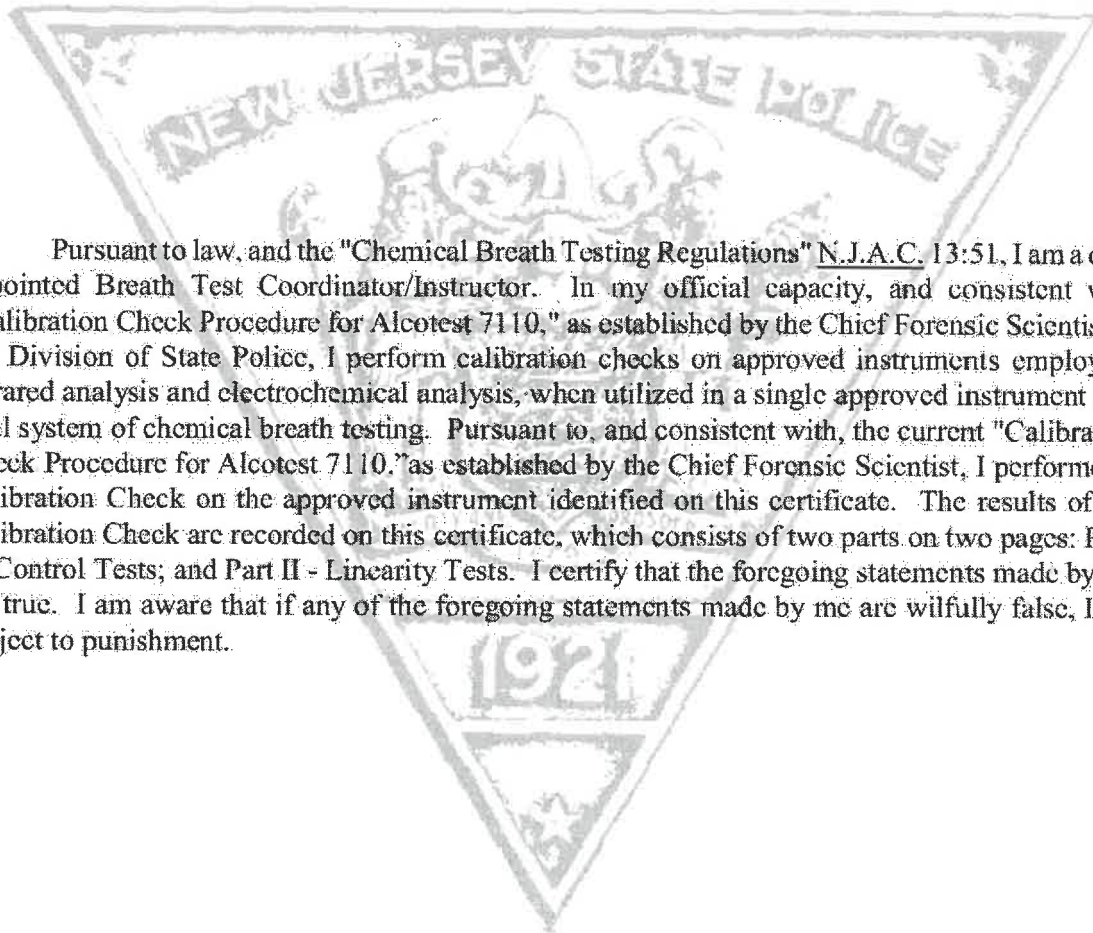 NEW JERSEY STATE POLICE
Pursuant to law, and the "Chemical Breath Testing Regulations" N.J.A.C. 13:51, I am a
pointed Breath Test Coordinator/Instructor. In my official capacity, and consistent
alibration Check Procedure for Alcotest 7110," as established by the Chief Forensic
Division of State Police, I perform calibration checks on approved instruments employ
rared analysis and electrochemical analysis, when utilized in a single approved instrument
l system of chemical breath testing. Pursuant to, and consistent with, the current "Calibra
eck Procedure for Alcotest 7110."as established by the Chief Forensic Scientist, I perform
ibration Check on the approved instrument identified on this certificate. The results of
ibration Check are recorded on this certificate, which consists of two parts on two pages:
Control Tests; and Part II - Linearity Tests. I certify that the foregoing statements made by
true. I am aware that if any of the foregoing statements made by me are wilfully false, I
ject to punishment.
1921